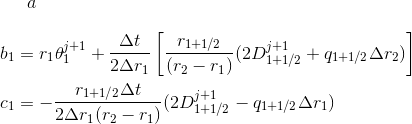 a
b_1 = r_1\theta_1^{j+1} + \frac{\Delta t}{2\Delta r_1}\left[\frac{r_{1+1/2}}{(r_2 - r_1)}(2D_{1+1/2}^{j+1} + q_{1+1/2}\Delta r_2)\right]
c_1 = -\frac{r_{1+1/2}\Delta t}{2\Delta r_1(r_2 - r_1)}(2D_{1+1/2}^{j+1} - q_{1+1/2}\Delta r_1)